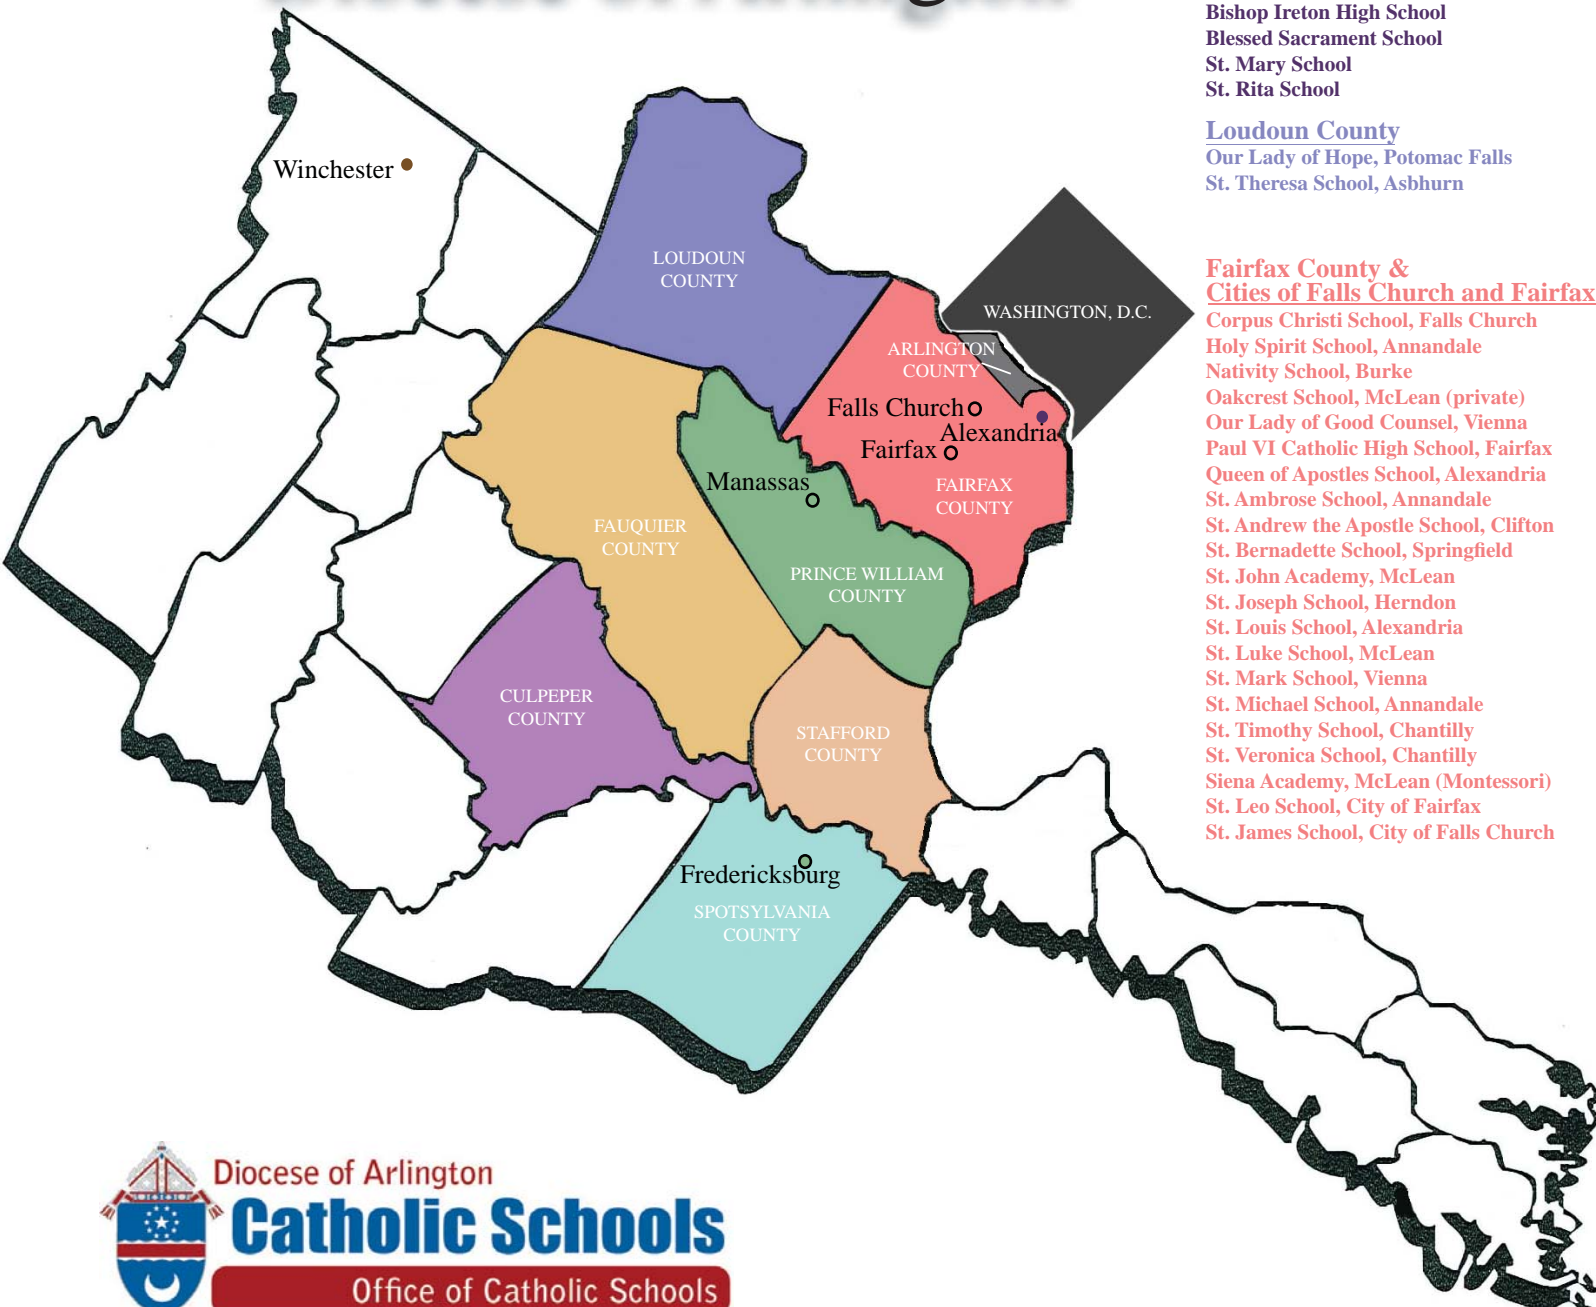 Diocese of Arlington
Bishop Ireton High School
Blessed Sacrament School
St. Mary School
St. Rita School
Loudoun County
Our Lady of Hope, Potomac Falls
St. Theresa School, Asbhurn
Fairfax County &
Cities of Falls Church and Fairfax
Corpus Christi School, Falls Church
Holy Spirit School, Annandale
Nativity School, Burke
Oakcrest School, McLean (private)
Our Lady of Good Counsel, Vienna
Paul VI Catholic High School, Fairfax
Queen of Apostles School, Alexandria
St. Ambrose School, Annandale
St. Andrew the Apostle School, Clifton
St. Bernadette School, Springfield
St. John Academy, McLean
St. Joseph School, Herndon
St. Louis School, Alexandria
St. Luke School, McLean
St. Mark School, Vienna
St. Michael School, Annandale
St. Timothy School, Chantilly
St. Veronica School, Chantilly
Siena Academy, McLean (Montessori)
St. Leo School, City of Fairfax
St. James School, City of Falls Church
Winchester
LOUDOUN
COUNTY
WASHINGTON, D.C.
ARLINGTON
COUNTY
Falls Church
Alexandria
Fairfax
Manassas
FAIRFAX
COUNTY
FAUQUIER
COUNTY
PRINCE WILLIAM
COUNTY
CULPEPER
COUNTY
STAFFORD
COUNTY
Fredericksburg
SPOTSYLVANIA
COUNTY
Diocese of Arlington
Catholic Schools
Office of Catholic Schools